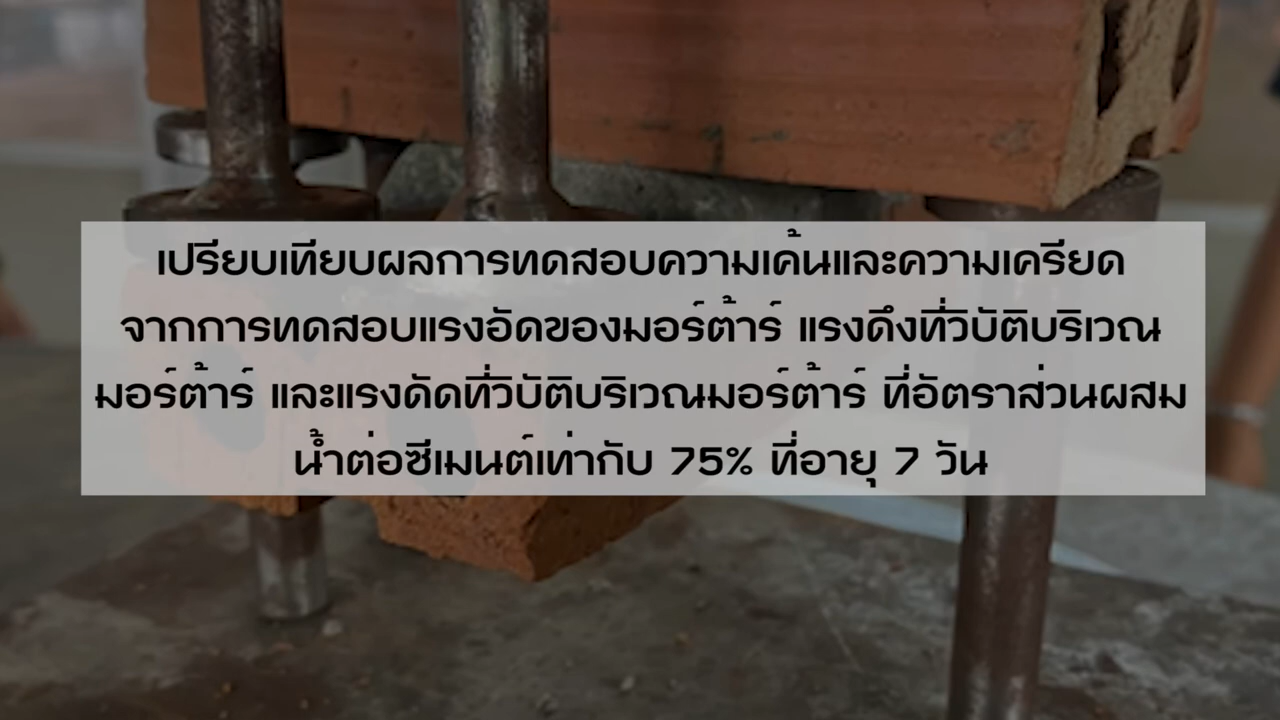 เปรียบเทียบผลการทดสอบความเค้นและความเครียด
จากการทดสอบแรงอัดของมอร์ต้าร์ แรงดึงที่วิบัติบริเวณ
มอร์ต้าร์ และแรงดัดที่วิบัติบริเวณมอร์ต้าร์ ที่อัตราส่วนผสม
น้ำต่อซีเมนต์เท่ากับ 75% ที่อายุ 7 วัน